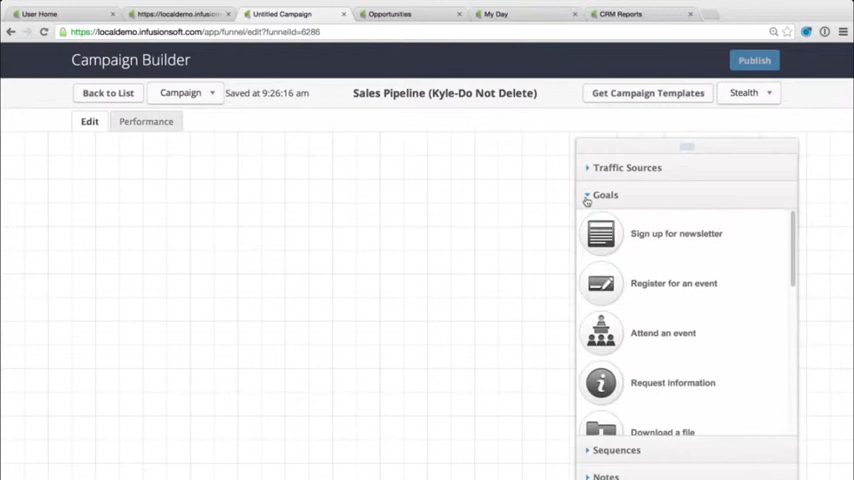 User Home
https://localdemo.infusions
Untitled Campaign
Opportunities
My Day
CRM Reports
https://localdemo.infusionsoft.com/app/funnel/edit?funnelId=6286
Campaign Builder
Publish
Back to List
Campaign
Saved at 9:26:16 am
Sales Pipeline (Kyle-Do Not Delete)
Get Campaign Templates
Stealth
Edit
Performance
Traffic Sources
Goals
Sign up for newsletter
Register for an event
Attend an event
Request information
Download a file
Sequences
Notes